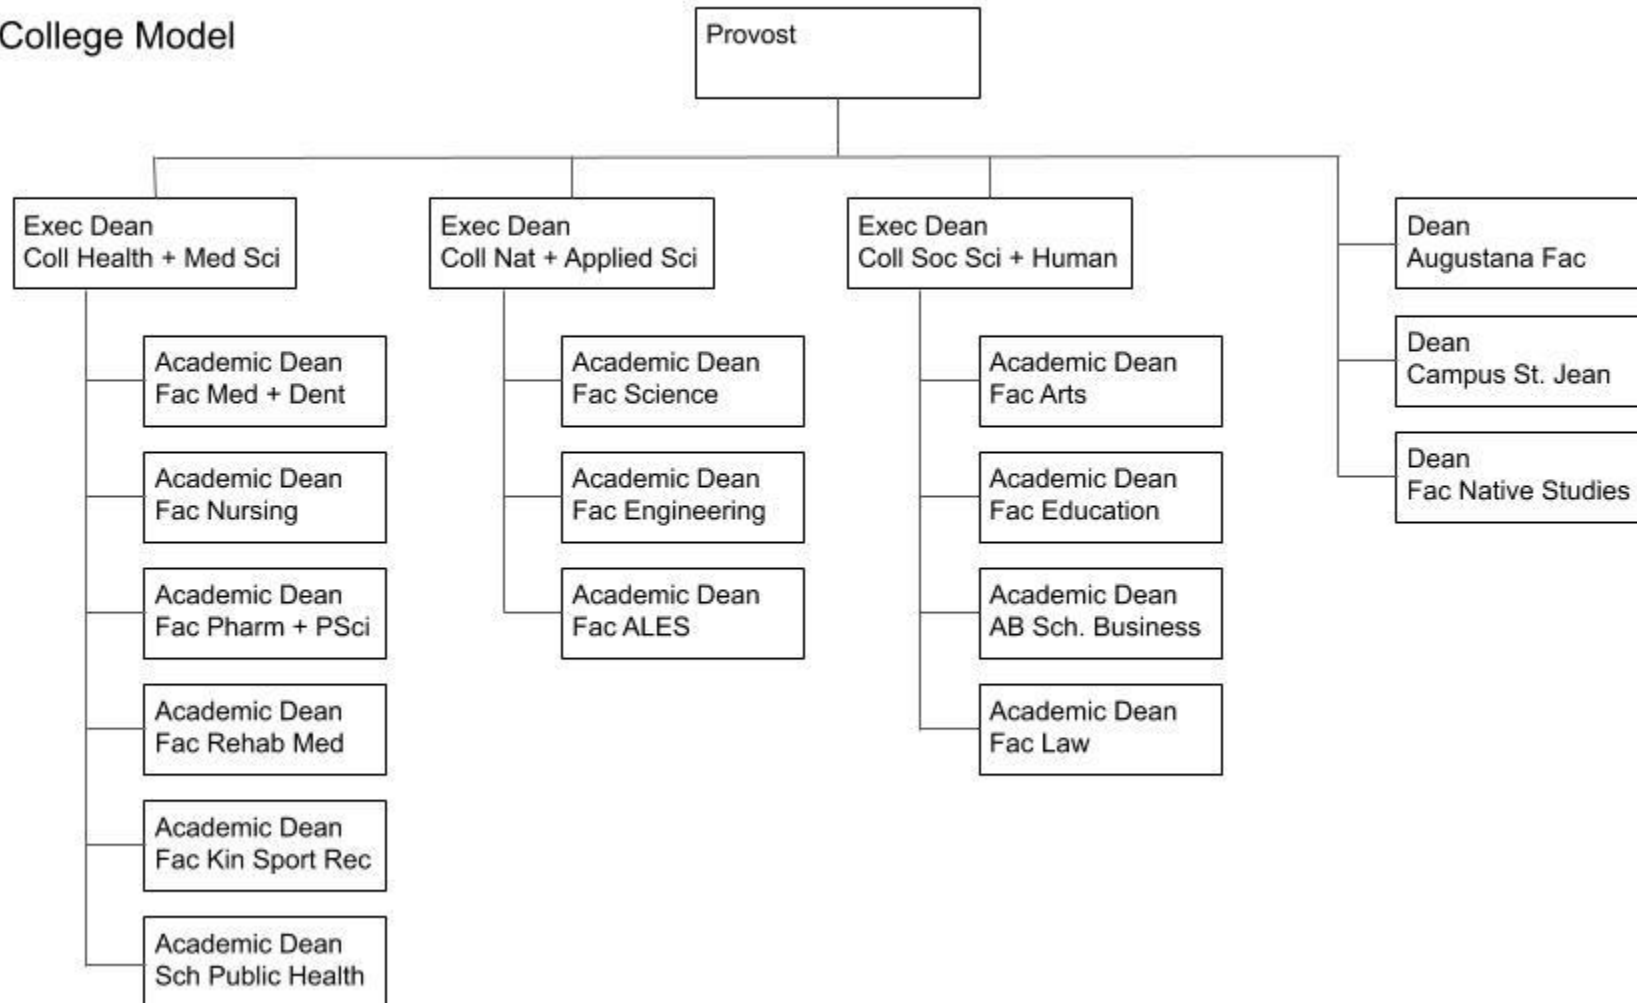 College Model
Provost
Exec Dean
Coll Health + Med Sci
Academic Dean
Fac Med + Dent
Academic Dean
Fac Nursing
Academic Dean
Fac Pharm + PSci
Academic Dean
Fac Rehab Med
Academic Dean
Fac Kin Sport Rec
Academic Dean
Sch Public Health
Exec Dean
Coll Nat + Applied Sci
Academic Dean
Fac Science
Academic Dean
Fac Engineering
Academic Dean
Fac ALES
Exec Dean
Coll Soc Sci + Human
Academic Dean
Fac Arts
Academic Dean
Fac Education
Academic Dean
AB Sch. Business
Academic Dean
Fac Law
Dean
Augustana Fac
Dean
Campus St. Jean
Dean
Fac Native Studies